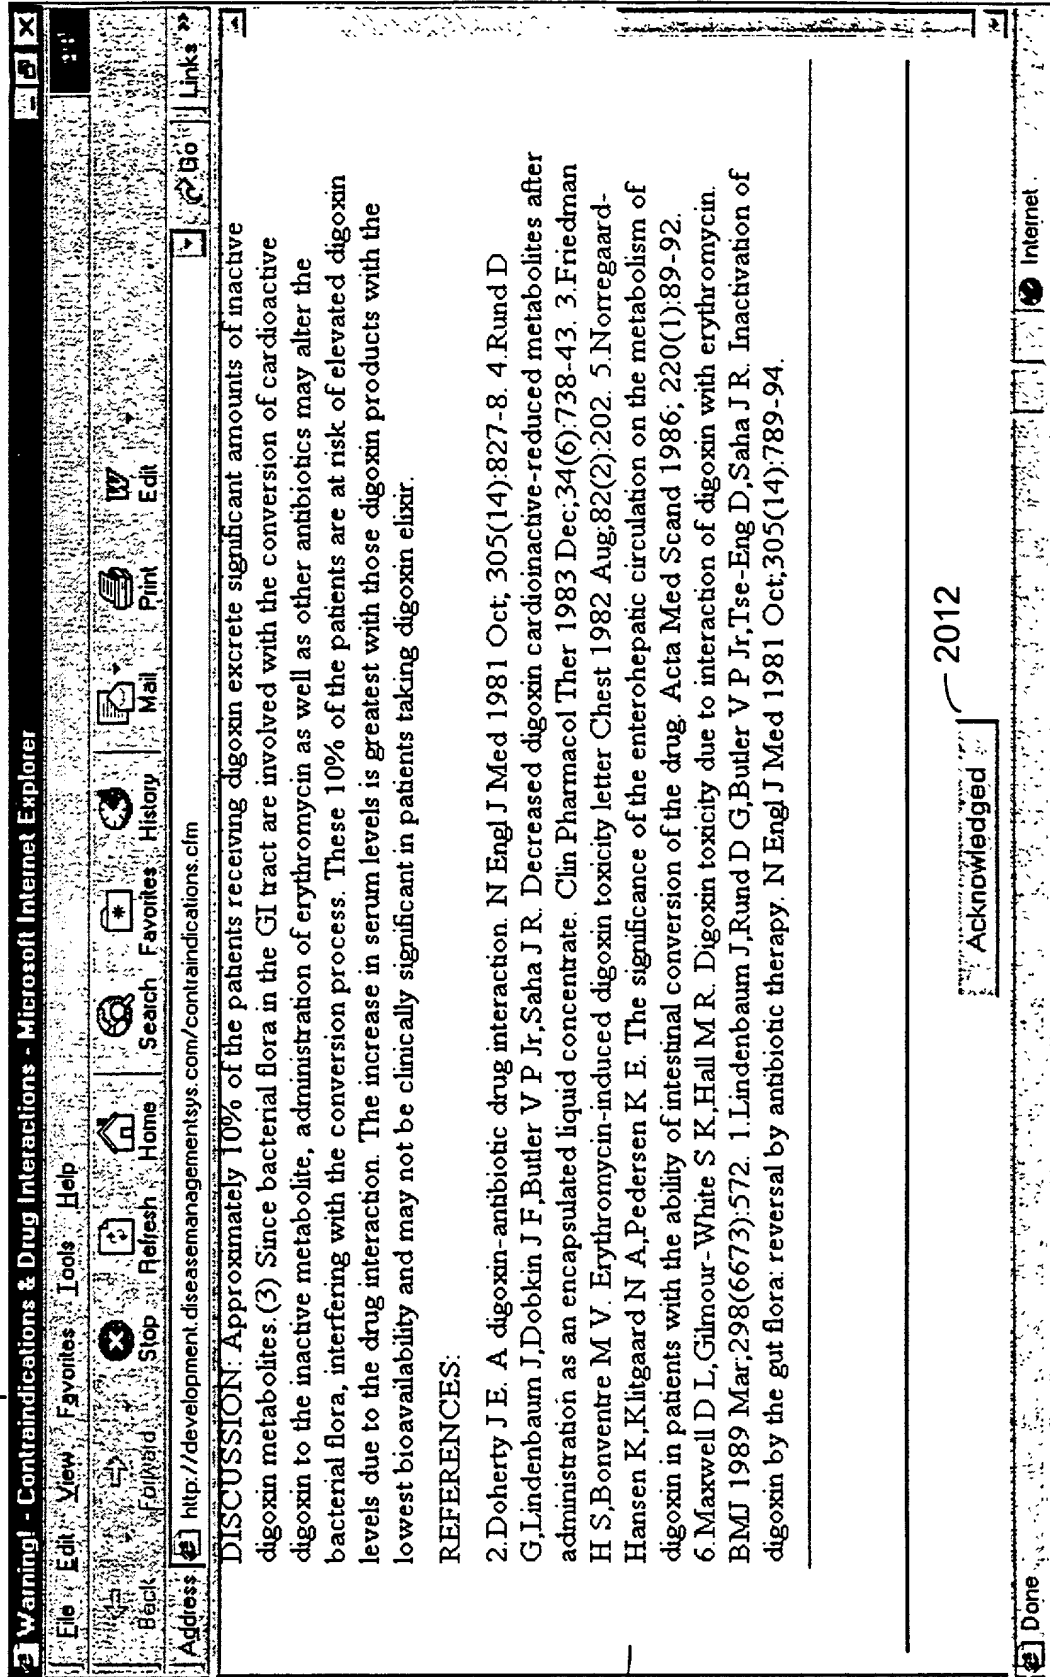 Warning! - Contraindications & Drug Interactions - Microsoft Internet Explorer
File Edit View Favorites Tools Help
Back Forward Stop Refresh Home Search Favorites History Mail Print Edit
Address http://development.diseasemanagementsys.com/contraindications.cfm Go Links »
DISCUSSION: Approximately 10% of the patients receiving digoxin excrete significant amounts of inactive
digoxin metabolites.(3) Since bacterial flora in the GI tract are involved with the conversion of cardioactive
digoxin to the inactive metabolite, administration of erythromycin as well as other antibiotics may alter the
bacterial flora, interfering with the conversion process. These 10% of the patients are at risk of elevated digoxin
levels due to the drug interaction. The increase in serum levels is greatest with those digoxin products with the
lowest bioavailability and may not be clinically significant in patients taking digoxin elixir.
REFERENCES:
2.Doherty J E. A digoxin-antibiotic drug interaction. N Engl J Med 1981 Oct; 305(14):827-8. 4.Rund D
G,Lindenbaum J,Dobkin J F,Butler V P Jr,Saha J R. Decreased digoxin cardioinactive-reduced metabolites after
administration as an encapsulated liquid concentrate. Clin Pharmacol Ther 1983 Dec;34(6):738-43. 3.Friedman
H S,Bonventre M V. Erythromycin-induced digoxin toxicity letter Chest 1982 Aug;82(2):202. 5.Norregaard-
Hansen K,Klitgaard N A,Pedersen K E. The significance of the enterohepatic circulation on the metabolism of
digoxin in patients with the ability of intestinal conversion of the drug. Acta Med Scand 1986; 220(1):89-92.
6.Maxwell D L,Gilmour-White S K,Hall M R. Digoxin toxicity due to interaction of digoxin with erythromycin.
BMJ 1989 Mar;298(6673):572. 1.Lindenbaum J,Rund D G,Butler V P Jr,Tse-Eng D,Saha J R. Inactivation of
digoxin by the gut flora: reversal by antibiotic therapy. N Engl J Med 1981 Oct;305(14):789-94.
Acknowledged 2012
Done Internet